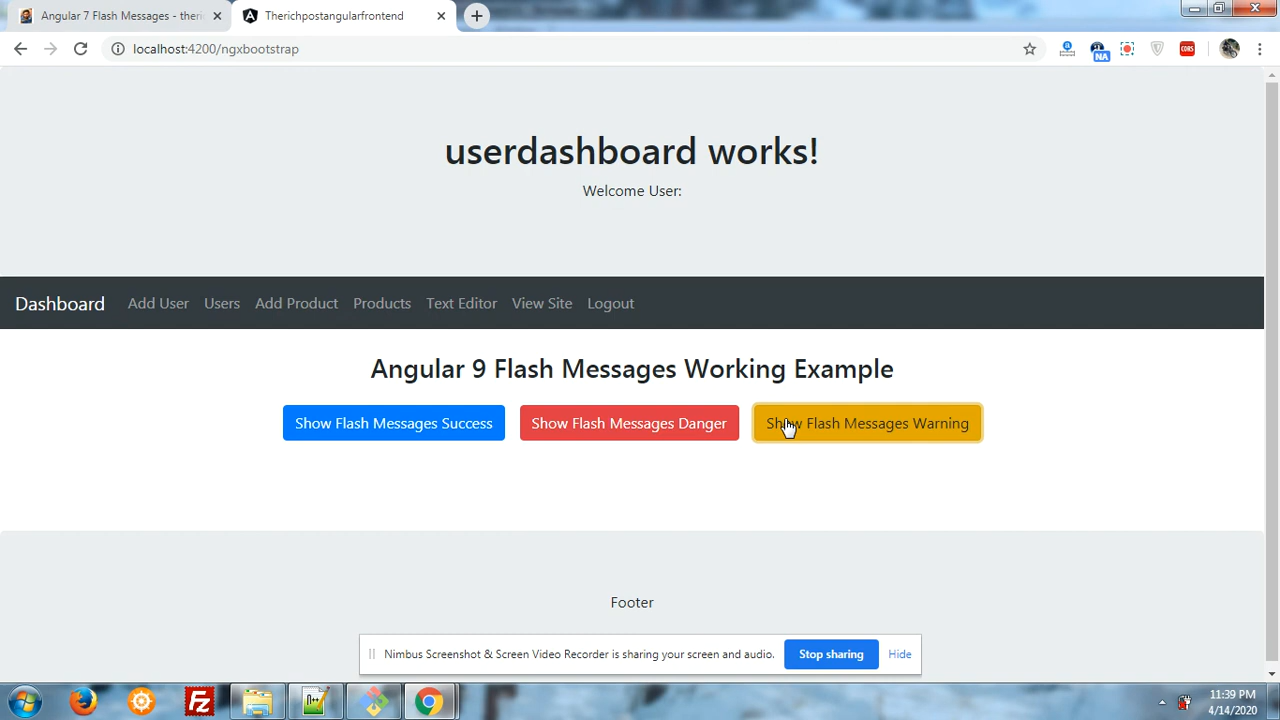 Angular 7 Flash Messages - theri
Therichpostangularfrontend
localhost:4200/ngxbootstrap
NA
CORS
userdashboard works!
Welcome User:
Dashboard Add User Users Add Product Products Text Editor View Site Logout
Angular 9 Flash Messages Working Example
Show Flash Messages Success Show Flash Messages Danger Show Flash Messages Warning
Footer
Nimbus Screenshot & Screen Video Recorder is sharing your screen and audio. Stop sharing Hide
11:39 PM
4/14/2020